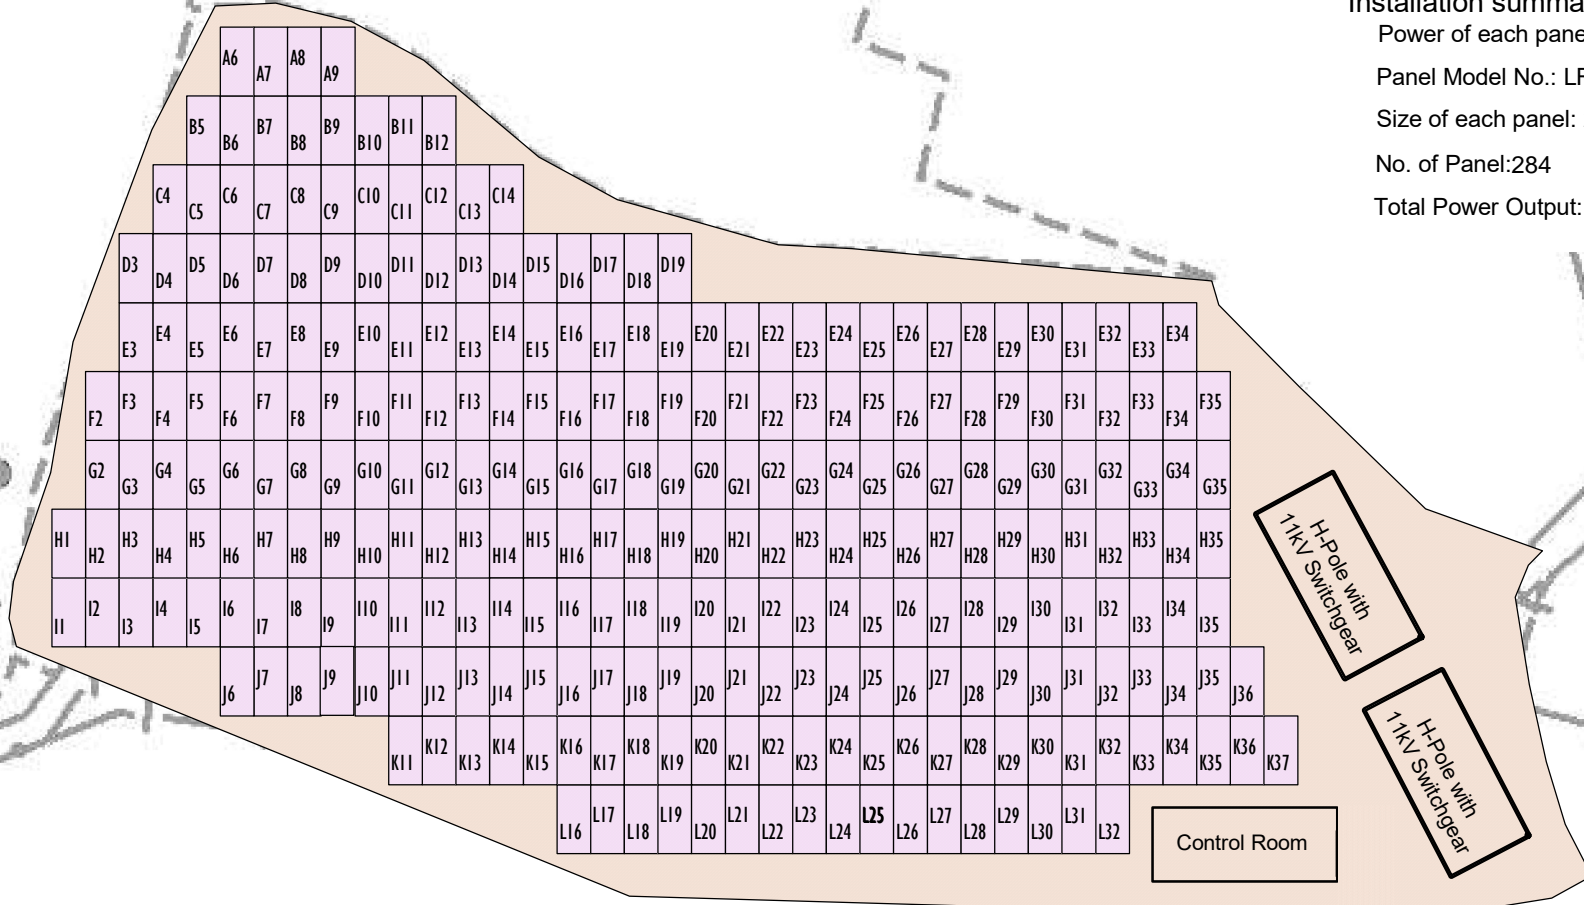 Installation summa
Power of each pane
Panel Model No.: LF
Size of each panel:
No. of Panel:284
Total Power Output:
A6 A7 A8 A9
B5 B6 B7 B8 B9 B10 B11 B12
C4 C5 C6 C7 C8 C9 C10 C11 C12 C13 C14
D3 D4 D5 D6 D7 D8 D9 D10 D11 D12 D13 D14 D15 D16 D17 D18 D19
E3 E4 E5 E6 E7 E8 E9 E10 E11 E12 E13 E14 E15 E16 E17 E18 E19 E20 E21 E22 E23 E24 E25 E26 E27 E28 E29 E30 E31 E32 E33 E34
F2 F3 F4 F5 F6 F7 F8 F9 F10 F11 F12 F13 F14 F15 F16 F17 F18 F19 F20 F21 F22 F23 F24 F25 F26 F27 F28 F29 F30 F31 F32 F33 F34 F35
G2 G3 G4 G5 G6 G7 G8 G9 G10 G11 G12 G13 G14 G15 G16 G17 G18 G19 G20 G21 G22 G23 G24 G25 G26 G27 G28 G29 G30 G31 G32 G33 G34 G35
H1 H2 H3 H4 H5 H6 H7 H8 H9 H10 H11 H12 H13 H14 H15 H16 H17 H18 H19 H20 H21 H22 H23 H24 H25 H26 H27 H28 H29 H30 H31 H32 H33 H34 H35
I1 I2 I3 I4 I5 I6 I7 I8 I9 I10 I11 I12 I13 I14 I15 I16 I17 I18 I19 I20 I21 I22 I23 I24 I25 I26 I27 I28 I29 I30 I31 I32 I33 I34 I35
J6 J7 J8 J9 J10 J11 J12 J13 J14 J15 J16 J17 J18 J19 J20 J21 J22 J23 J24 J25 J26 J27 J28 J29 J30 J31 J32 J33 J34 J35 J36
K11 K12 K13 K14 K15 K16 K17 K18 K19 K20 K21 K22 K23 K24 K25 K26 K27 K28 K29 K30 K31 K32 K33 K34 K35 K36 K37
L16 L17 L18 L19 L20 L21 L22 L23 L24 L25 L26 L27 L28 L29 L30 L31 L32
H-Pole with
11kV Switchgear
H-Pole with
11kV Switchgear
Control Room